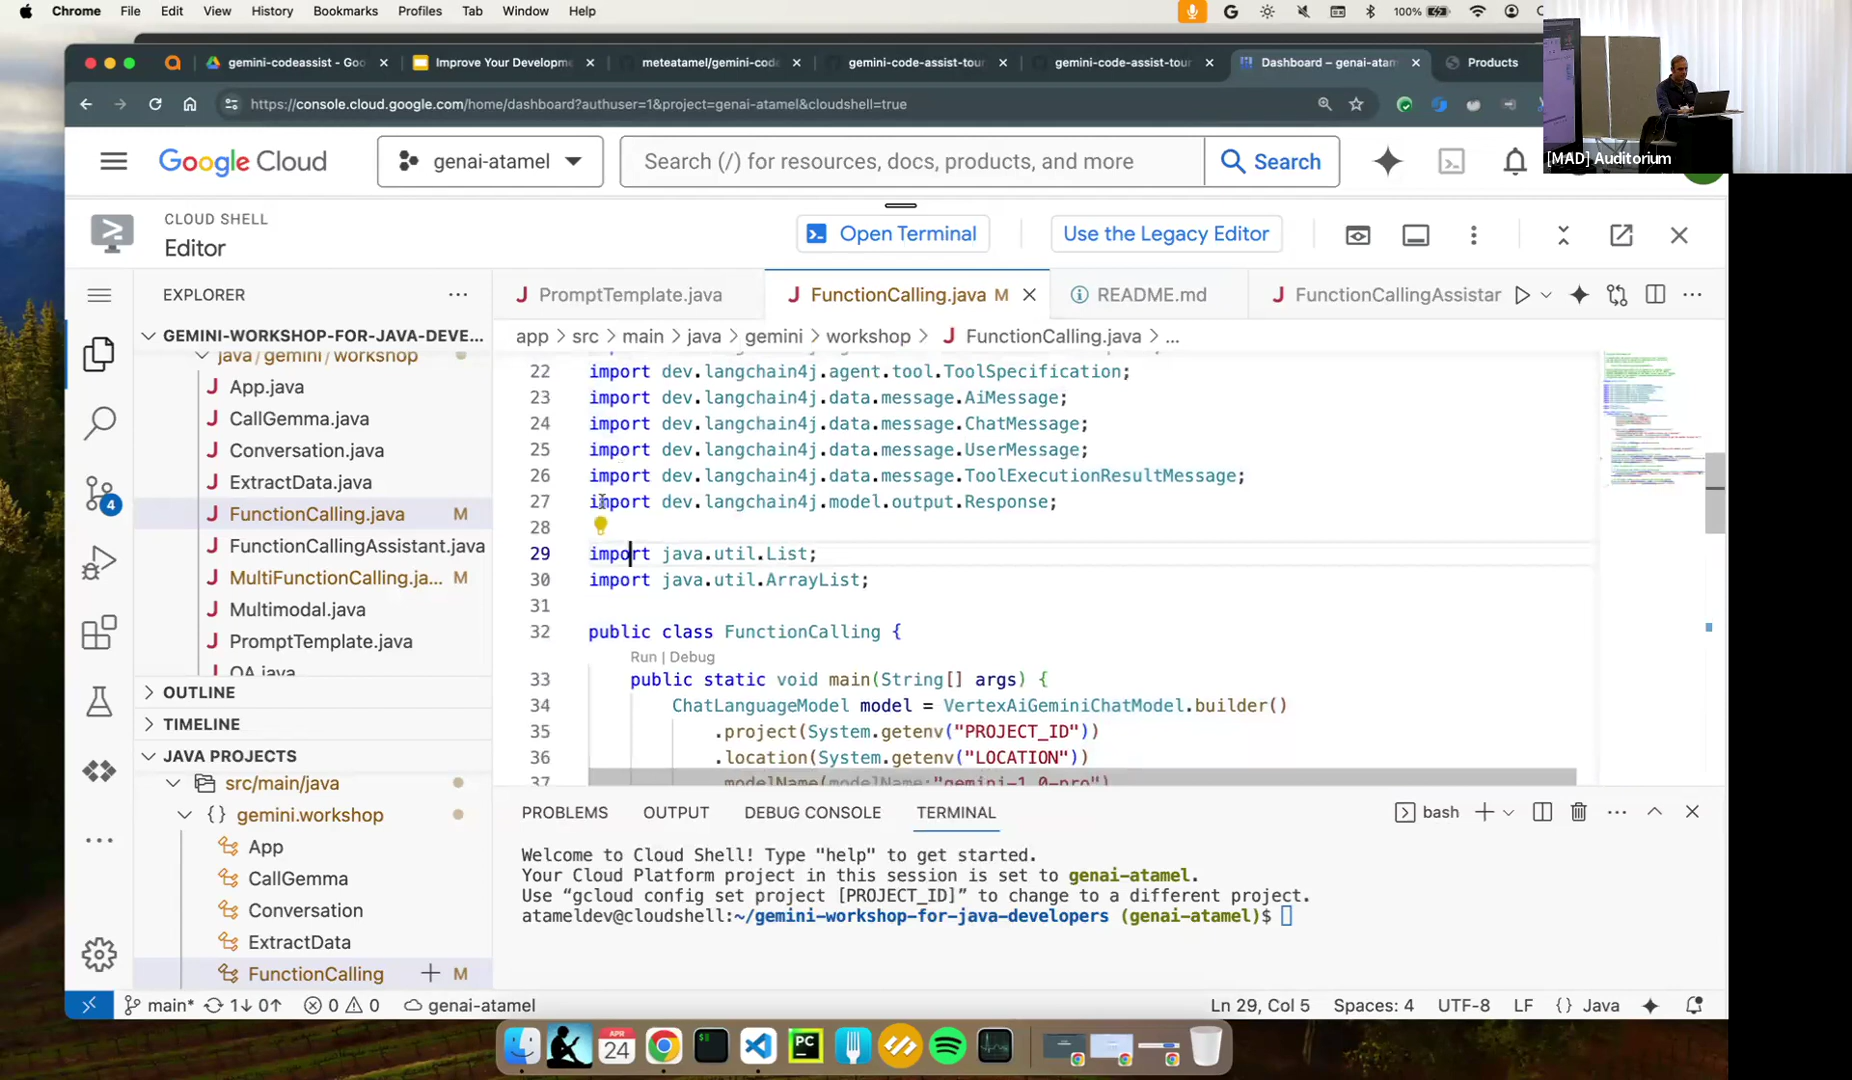 Chrome File Edit View History Bookmarks Profiles Tab Window Help 100%
gemini-codeassist - Goo
Improve Your Developme
meteatamel/gemini-code
gemini-code-assist-tour
gemini-code-assist-tour
Dashboard – genai-atam
Products
https://console.cloud.google.com/home/dashboard?authuser=1&project=genai-atamel&cloudshell=true
[MAD] Auditorium
Google Cloud
genai-atamel
Search (/) for resources, docs, products, and more
Search
CLOUD SHELL
Editor
Open Terminal
Use the Legacy Editor
EXPLORER
PromptTemplate.java
FunctionCalling.java M
README.md
FunctionCallingAssistar
GEMINI-WORKSHOP-FOR-JAVA-DEVE...
app > src > main > java > gemini > workshop > FunctionCalling.java > ...
java/gemini/workshop
App.java
CallGemma.java
Conversation.java
ExtractData.java
FunctionCalling.java M
FunctionCallingAssistant.java
MultiFunctionCalling.ja... M
Multimodal.java
PromptTemplate.java
QA.java
4
OUTLINE
TIMELINE
JAVA PROJECTS
src/main/java
{} gemini.workshop
App
CallGemma
Conversation
ExtractData
FunctionCalling + M
22 import dev.langchain4j.agent.tool.ToolSpecification;
23 import dev.langchain4j.data.message.AiMessage;
24 import dev.langchain4j.data.message.ChatMessage;
25 import dev.langchain4j.data.message.UserMessage;
26 import dev.langchain4j.data.message.ToolExecutionResultMessage;
27 import dev.langchain4j.model.output.Response;
28
29 import java.util.List;
30 import java.util.ArrayList;
31
32 public class FunctionCalling {
Run | Debug
33 public static void main(String[] args) {
34 ChatLanguageModel model = VertexAiGeminiChatModel.builder()
35 .project(System.getenv("PROJECT_ID"))
36 .location(System.getenv("LOCATION"))
37 .modelName(modelName:"gemini-1.0-pro")
PROBLEMS OUTPUT DEBUG CONSOLE TERMINAL
bash
Welcome to Cloud Shell! Type "help" to get started.
Your Cloud Platform project in this session is set to genai-atamel.
Use “gcloud config set project [PROJECT_ID]” to change to a different project.
atameldev@cloudshell:~/gemini-workshop-for-java-developers (genai-atamel)$
main* 1↓ 0↑ 0 0 genai-atamel
Ln 29, Col 5 Spaces: 4 UTF-8 LF {} Java
APR
24
PC